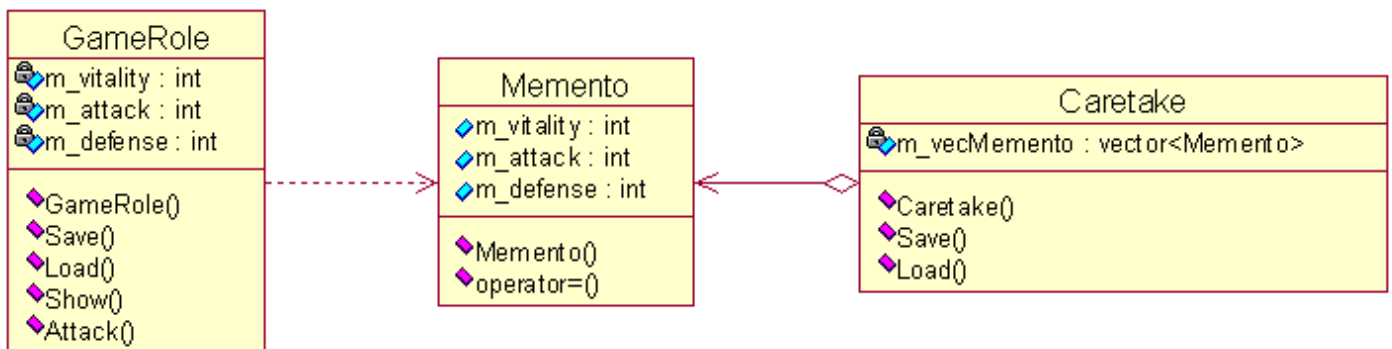 GameRole
m_vitality : int
m_attack : int
m_defense : int
GameRole()
Save()
Load()
Show()
Attack()
Memento
m_vitality : int
m_attack : int
m_defense : int
Memento()
operator=()
Caretake
m_vecMemento : vector<Memento>
Caretake()
Save()
Load()